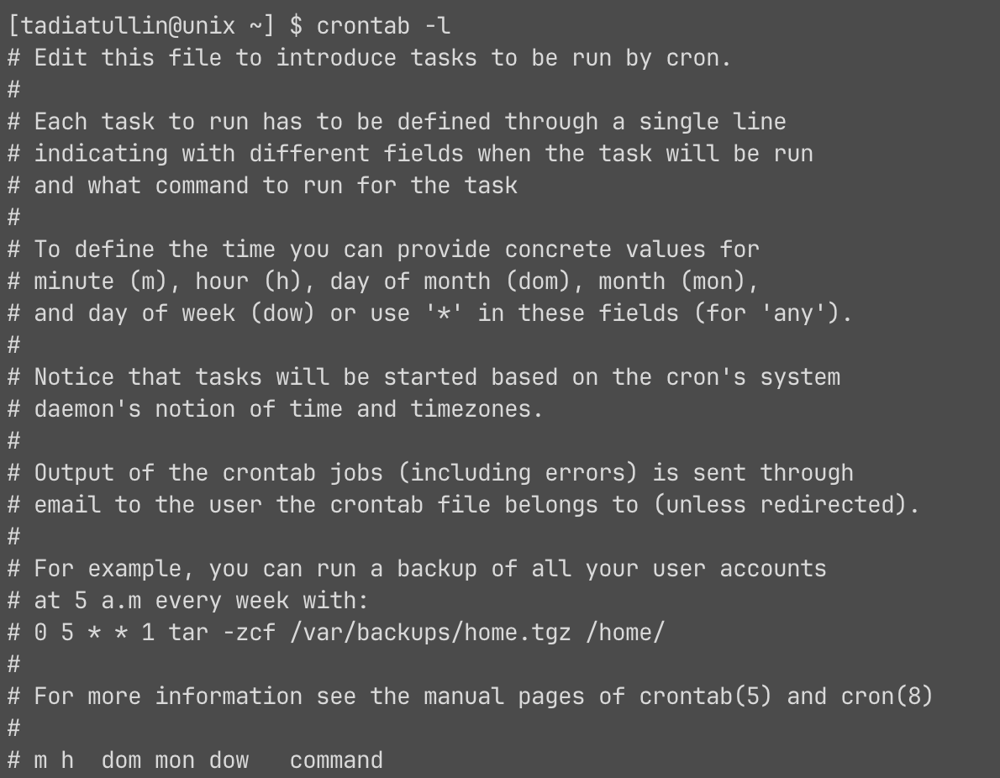 [tadiatullin@unix ~] $ crontab -l
# Edit this file to introduce tasks to be run by cron.
#
# Each task to run has to be defined through a single line
# indicating with different fields when the task will be run
# and what command to run for the task
#
# To define the time you can provide concrete values for
# minute (m), hour (h), day of month (dom), month (mon),
# and day of week (dow) or use '*' in these fields (for 'any').
#
# Notice that tasks will be started based on the cron's system
# daemon's notion of time and timezones.
#
# Output of the crontab jobs (including errors) is sent through
# email to the user the crontab file belongs to (unless redirected).
#
# For example, you can run a backup of all your user accounts
# at 5 a.m every week with:
# 0 5 * * 1 tar -zcf /var/backups/home.tgz /home/
#
# For more information see the manual pages of crontab(5) and cron(8)
#
# m h  dom mon dow   command